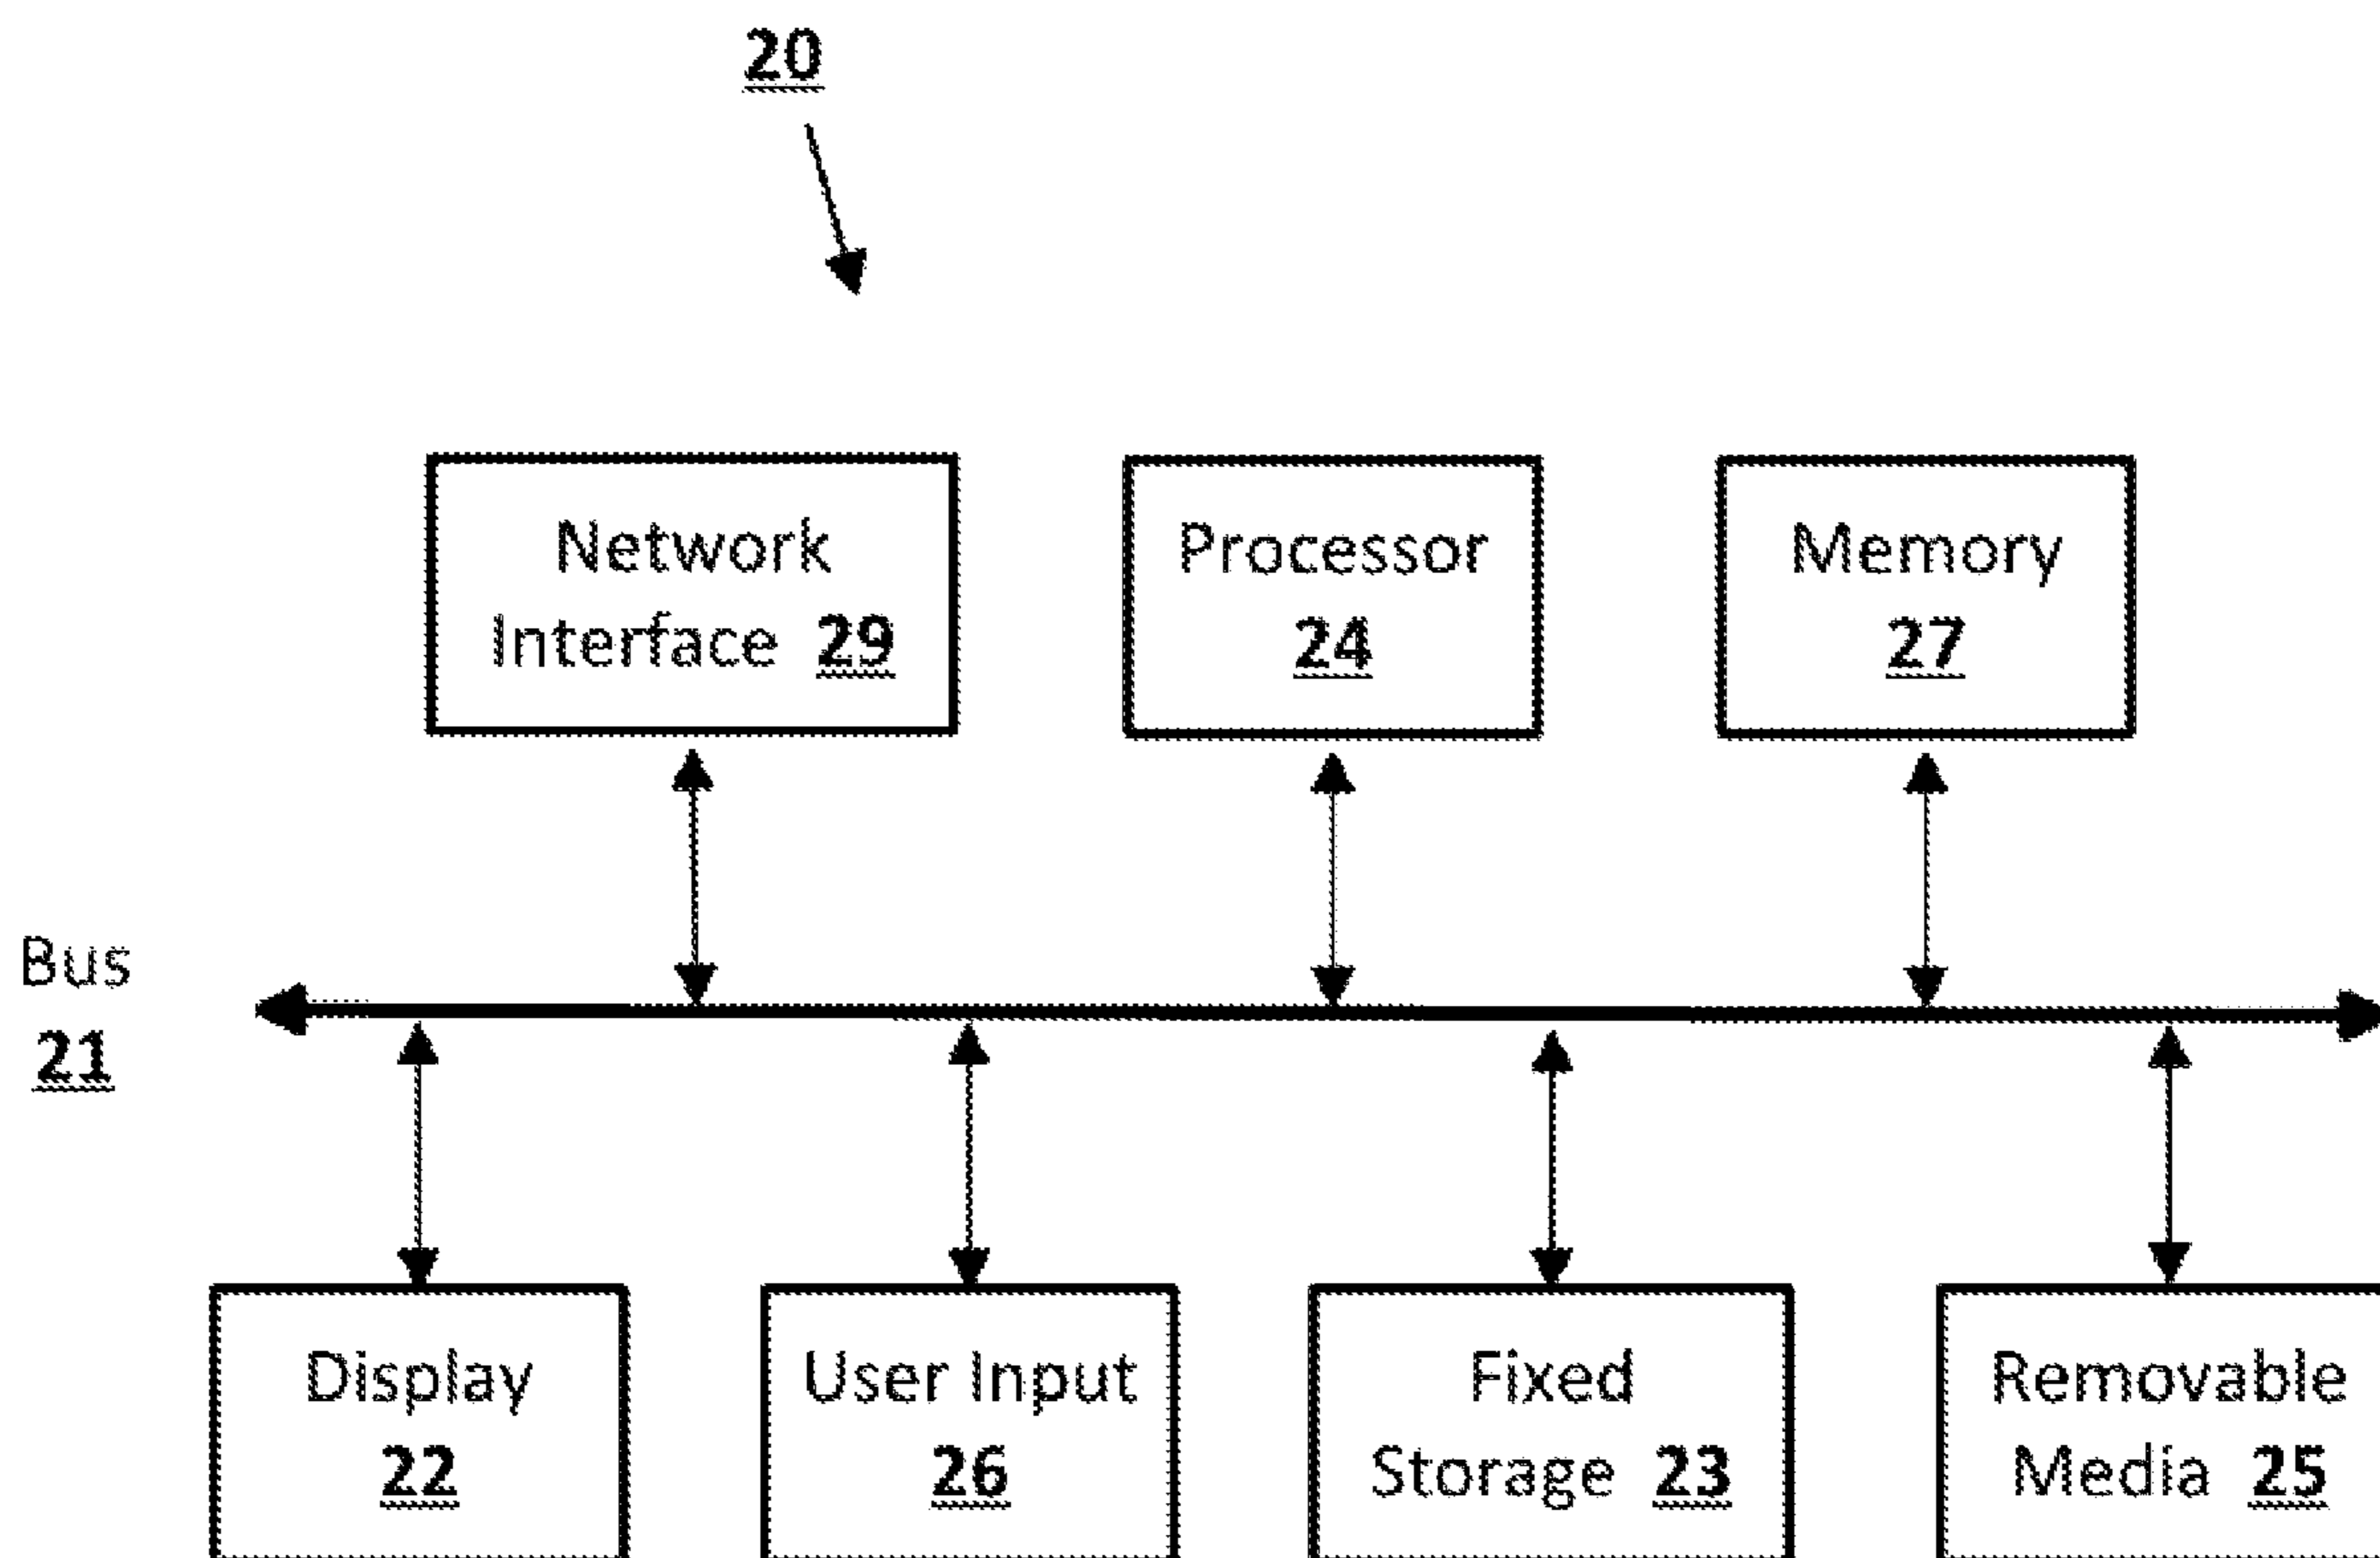 20
Network
Interface 29
Processor
24
Memory
27
Bus
21
Display
22
User Input
26
Fixed
Storage 23
Removable
Media 25